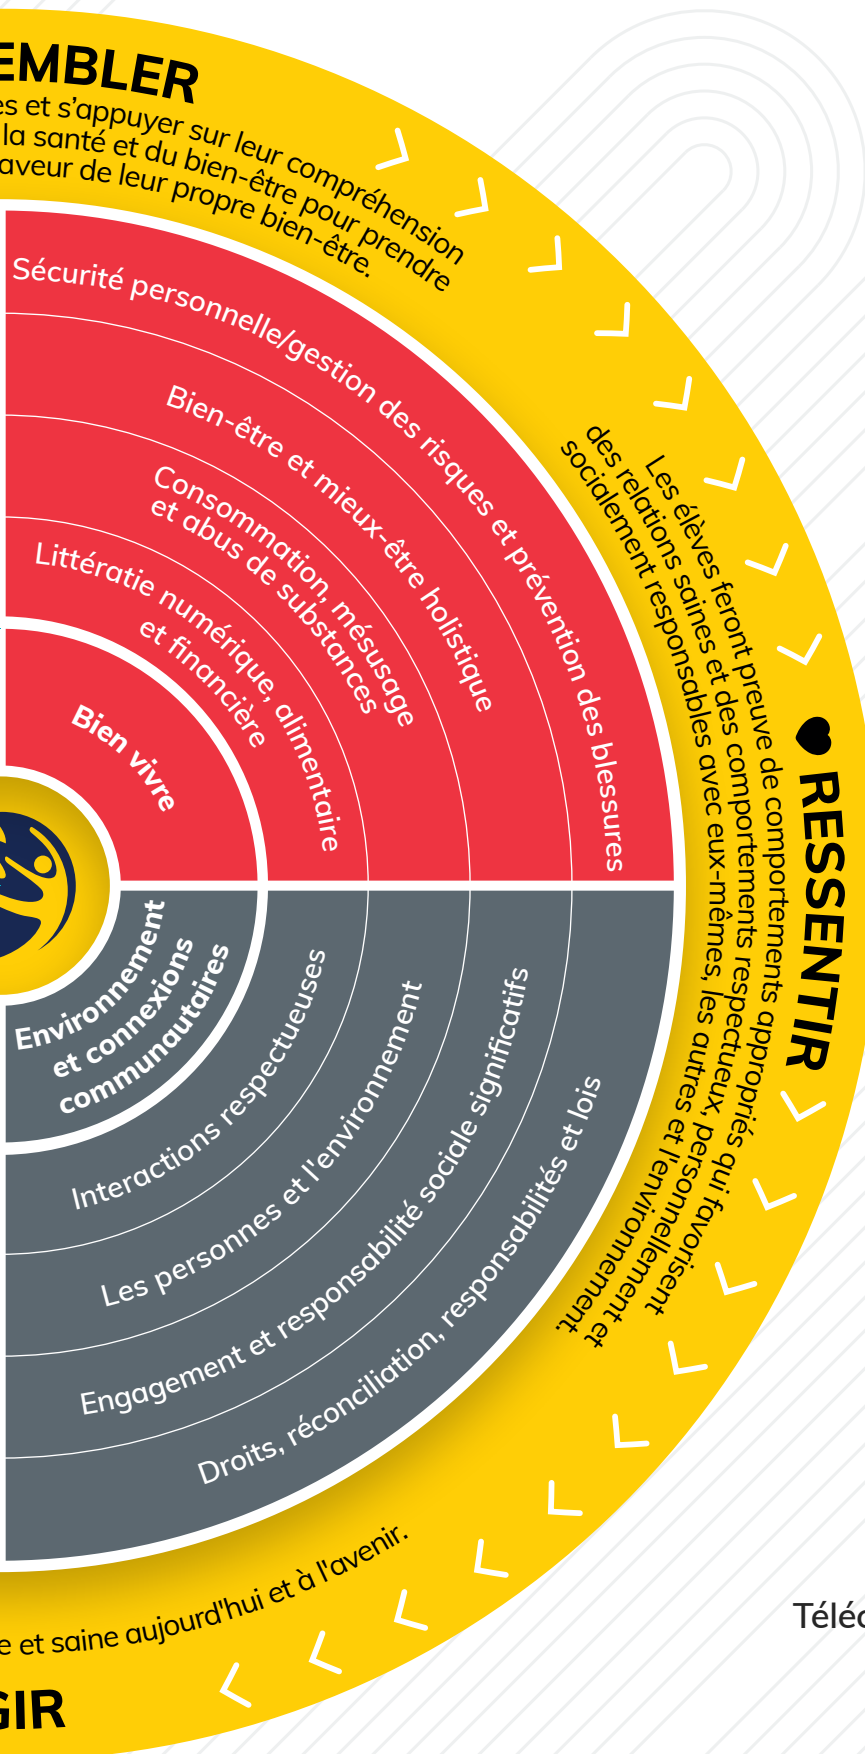 EMBLER
es et s'appuyer sur leur compréhension
la santé et du bien-être pour prendre
aveur de leur propre bien-être.
Sécurité personnelle/gestion des risques et prévention des blessures
Bien-être et mieux-être holistique
Consommation, mésusage
et abus de substances
Littératie numérique, alimentaire
et financière
Bien vivre
RESSENTIR
Les élèves feront preuve de comportements appropriés qui favorisent
des relations saines et des comportements respectueux, personnellement et
socialement responsables avec eux-mêmes, les autres et l'environnement.
Environnement
et connexions
communautaires
Interactions respectueuses
Les personnes et l'environnement
Engagement et responsabilité sociale significatifs
Droits, réconciliation, responsabilités et lois
e et saine aujourd'hui et à l'avenir.
GIR
Téléc